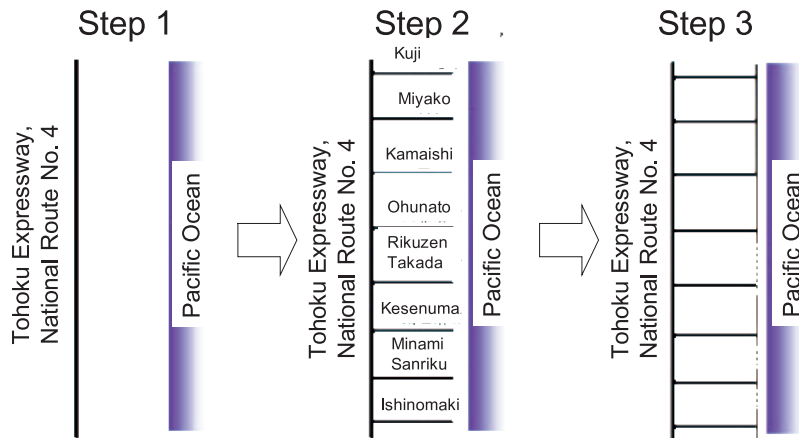 Step 1
Tohoku Expressway,
National Route No. 4
Pacific Ocean
Step 2
Tohoku Expressway,
National Route No. 4
Kuji
Miyako
Kamaishi
Ohunato
Rikuzen
Takada
Kesenuma
Minami
Sanriku
Ishinomaki
Pacific Ocean
Step 3
Tohoku Expressway,
National Route No. 4
Pacific Ocean